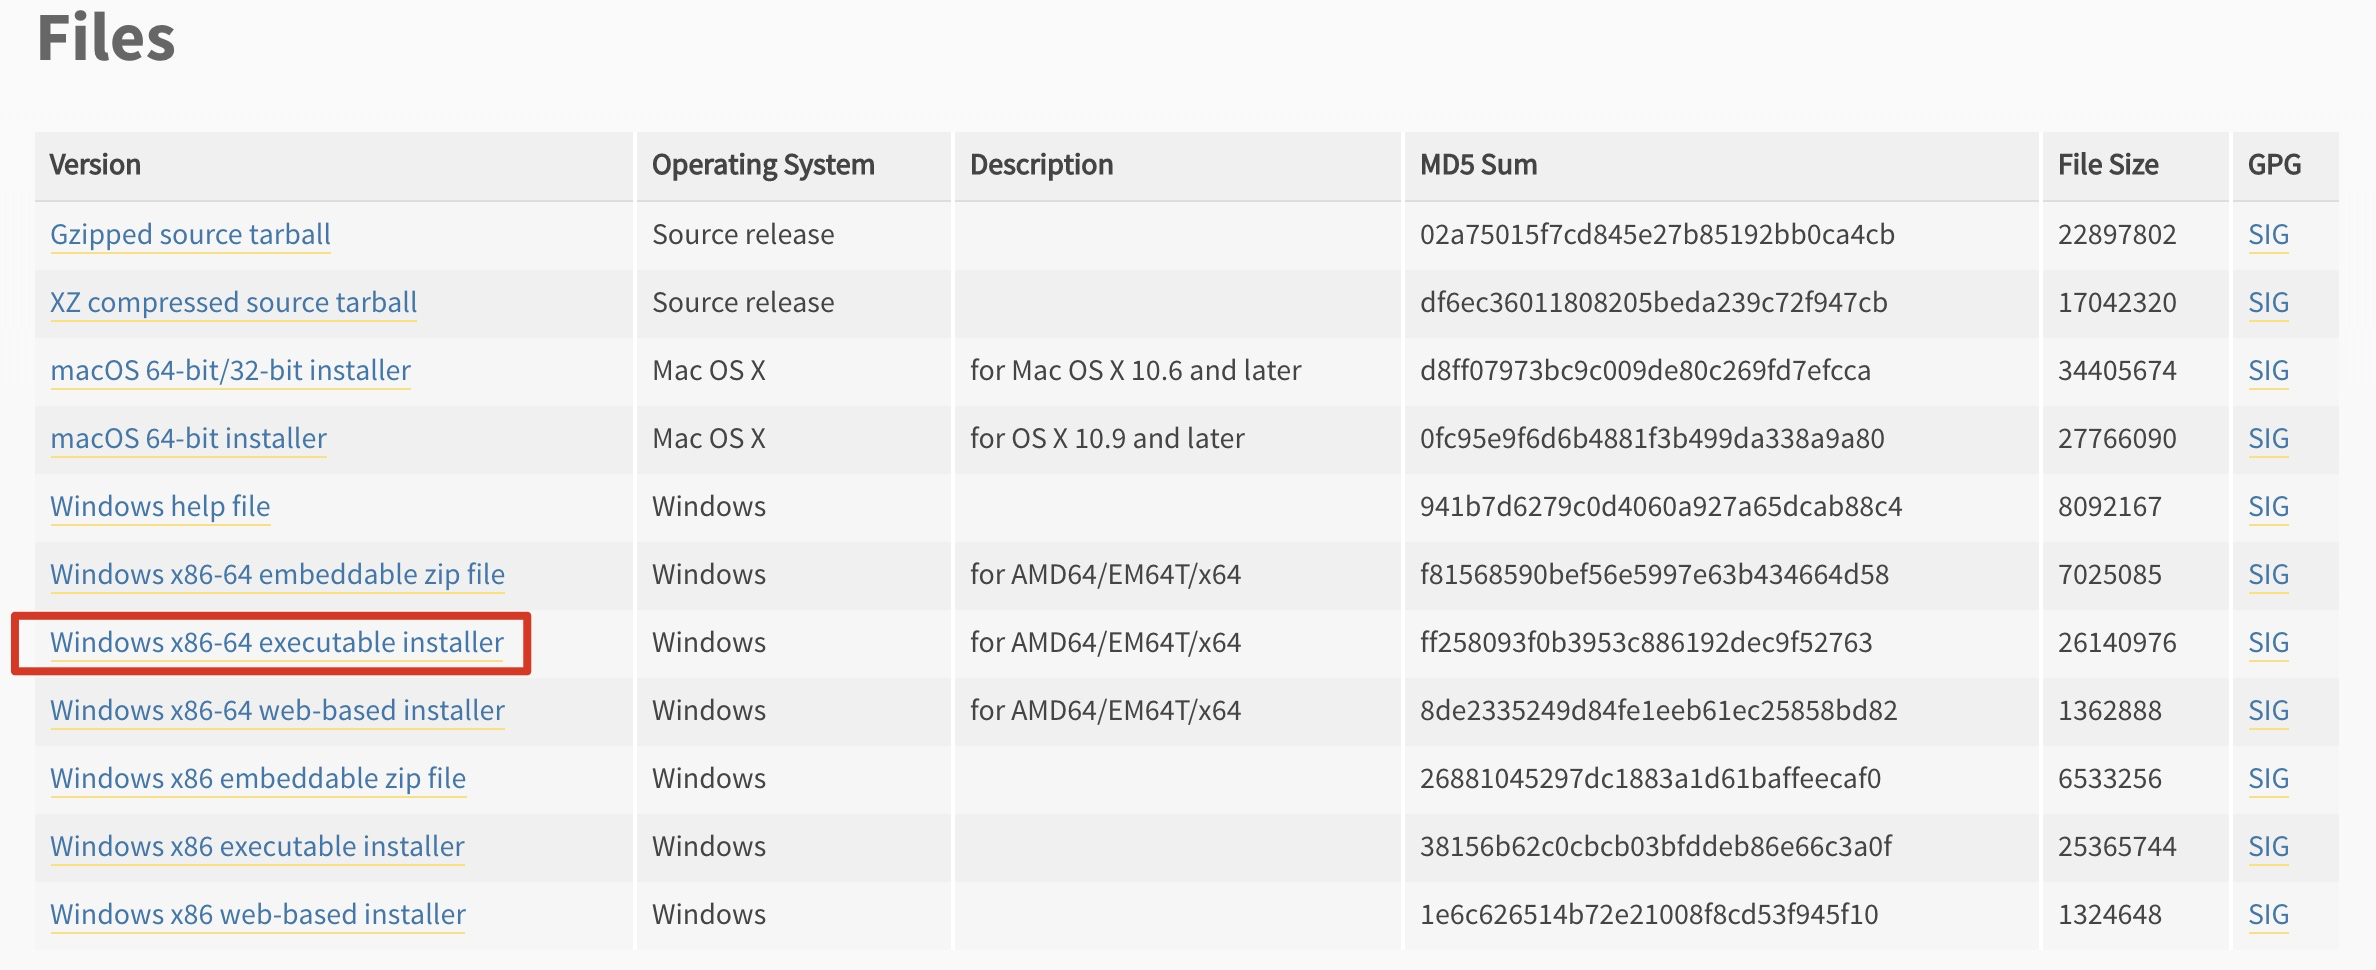 Files
Version Operating System Description MD5 Sum File Size GPG
Gzipped source tarball Source release 02a75015f7cd845e27b85192bb0ca4cb 22897802 SIG
XZ compressed source tarball Source release df6ec36011808205beda239c72f947cb 17042320 SIG
macOS 64-bit/32-bit installer Mac OS X for Mac OS X 10.6 and later d8ff07973bc9c009de80c269fd7efcca 34405674 SIG
macOS 64-bit installer Mac OS X for OS X 10.9 and later 0fc95e9f6d6b4881f3b499da338a9a80 27766090 SIG
Windows help file Windows 941b7d6279c0d4060a927a65dcab88c4 8092167 SIG
Windows x86-64 embeddable zip file Windows for AMD64/EM64T/x64 f81568590bef56e5997e63b434664d58 7025085 SIG
Windows x86-64 executable installer Windows for AMD64/EM64T/x64 ff258093f0b3953c886192dec9f52763 26140976 SIG
Windows x86-64 web-based installer Windows for AMD64/EM64T/x64 8de2335249d84fe1eeb61ec25858bd82 1362888 SIG
Windows x86 embeddable zip file Windows 26881045297dc1883a1d61baffeecaf0 6533256 SIG
Windows x86 executable installer Windows 38156b62c0cbcb03bfddeb86e66c3a0f 25365744 SIG
Windows x86 web-based installer Windows 1e6c626514b72e21008f8cd53f945f10 1324648 SIG